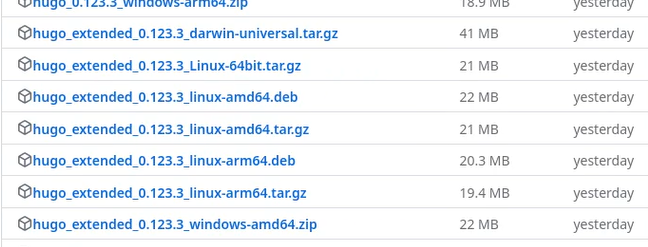 hugo_0.123.3_windows-arm64.zip 18.9 MB yesterday
hugo_extended_0.123.3_darwin-universal.tar.gz 41 MB yesterday
hugo_extended_0.123.3_Linux-64bit.tar.gz 21 MB yesterday
hugo_extended_0.123.3_linux-amd64.deb 22 MB yesterday
hugo_extended_0.123.3_linux-amd64.tar.gz 21 MB yesterday
hugo_extended_0.123.3_linux-arm64.deb 20.3 MB yesterday
hugo_extended_0.123.3_linux-arm64.tar.gz 19.4 MB yesterday
hugo_extended_0.123.3_windows-amd64.zip 22 MB yesterday